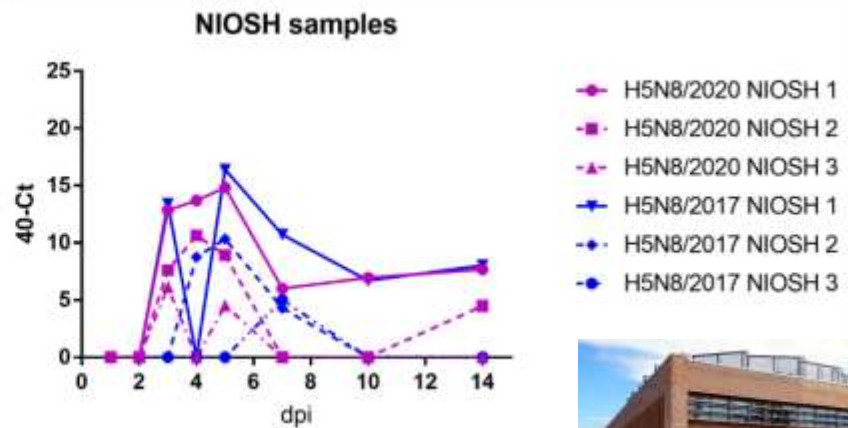 NIOSH samples
25
20
15
10
5
0
40-Ct
0 2 4 6 8 10 12 14
dpi
H5N8/2020 NIOSH 1
H5N8/2020 NIOSH 2
H5N8/2020 NIOSH 3
H5N8/2017 NIOSH 1
H5N8/2017 NIOSH 2
H5N8/2017 NIOSH 3